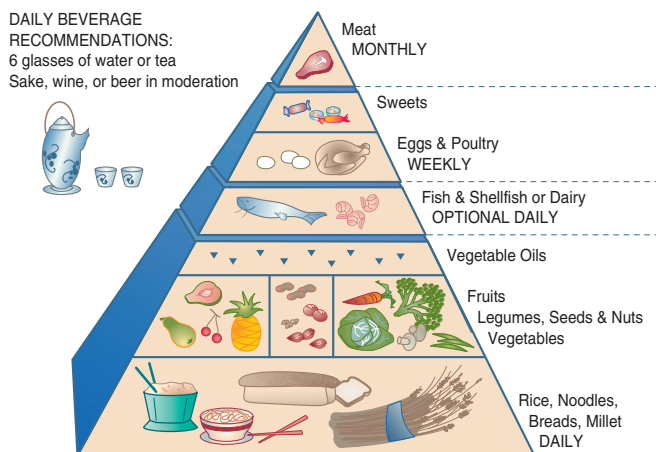 DAILY BEVERAGE
RECOMMENDATIONS:
6 glasses of water or tea
Sake, wine, or beer in moderation
Meat
MONTHLY
Sweets
Eggs & Poultry
WEEKLY
Fish & Shellfish or Dairy
OPTIONAL DAILY
Vegetable Oils
Fruits
Legumes, Seeds & Nuts
Vegetables
Rice, Noodles,
Breads, Millet
DAILY